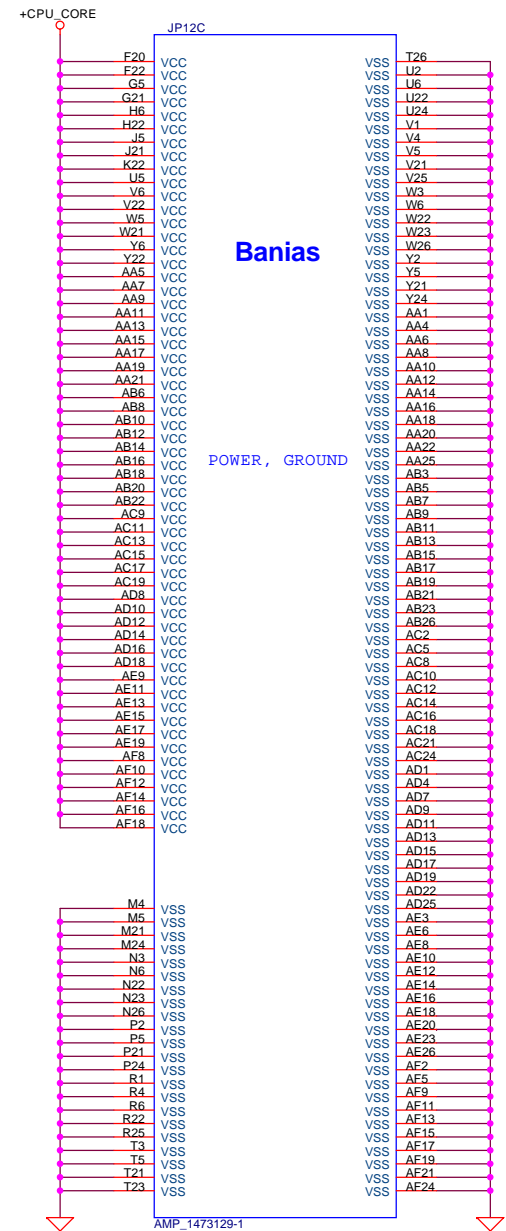 +CPU_CORE
JP12C
F20 VCC VSS T26
F22 VCC VSS U2
G5 VCC VSS U6
G21 VCC VSS U22
H6 VCC VSS U24
H22 VCC VSS V1
J5 VCC VSS V4
J21 VCC VSS V5
K22 VCC VSS V21
U5 VCC VSS V25
V6 VCC VSS W3
V22 VCC VSS W6
W5 VCC VSS W22
W21 VCC VSS W23
Y6 VCC Banias VSS W26
Y22 VCC VSS Y2
AA5 VCC VSS Y5
AA7 VCC VSS Y21
AA9 VCC VSS Y24
AA11 VCC VSS AA1
AA13 VCC VSS AA4
AA15 VCC VSS AA6
AA17 VCC VSS AA8
AA19 VCC VSS AA10
AA21 VCC VSS AA12
AB6 VCC VSS AA14
AB8 VCC VSS AA16
AB10 VCC VSS AA18
AB12 VCC VSS AA20
AB14 VCC VSS AA22
AB16 VCC POWER, GROUND VSS AA25
AB18 VCC VSS AB3
AB20 VCC VSS AB5
AB22 VCC VSS AB7
AC9 VCC VSS AB9
AC11 VCC VSS AB11
AC13 VCC VSS AB13
AC15 VCC VSS AB15
AC17 VCC VSS AB17
AC19 VCC VSS AB19
AD8 VCC VSS AB21
AD10 VCC VSS AB23
AD12 VCC VSS AB26
AD14 VCC VSS AC2
AD16 VCC VSS AC5
AD18 VCC VSS AC8
AE9 VCC VSS AC10
AE11 VCC VSS AC12
AE13 VCC VSS AC14
AE15 VCC VSS AC16
AE17 VCC VSS AC18
AE19 VCC VSS AC21
AF8 VCC VSS AC24
AF10 VCC VSS AD1
AF12 VCC VSS AD4
AF14 VCC VSS AD7
AF16 VCC VSS AD9
AF18 VCC VSS AD11
VSS AD13
VSS AD15
VSS AD17
VSS AD19
VSS AD22
M4 VSS VSS AD25
M5 VSS VSS AE3
M21 VSS VSS AE6
M24 VSS VSS AE8
N3 VSS VSS AE10
N6 VSS VSS AE12
N22 VSS VSS AE14
N23 VSS VSS AE16
N26 VSS VSS AE18
P2 VSS VSS AE20
P5 VSS VSS AE23
P21 VSS VSS AE26
P24 VSS VSS AF2
R1 VSS VSS AF5
R4 VSS VSS AF9
R6 VSS VSS AF11
R22 VSS VSS AF13
R25 VSS VSS AF15
T3 VSS VSS AF17
T5 VSS VSS AF19
T21 VSS VSS AF21
T23 VSS VSS AF24
AMP_1473129-1